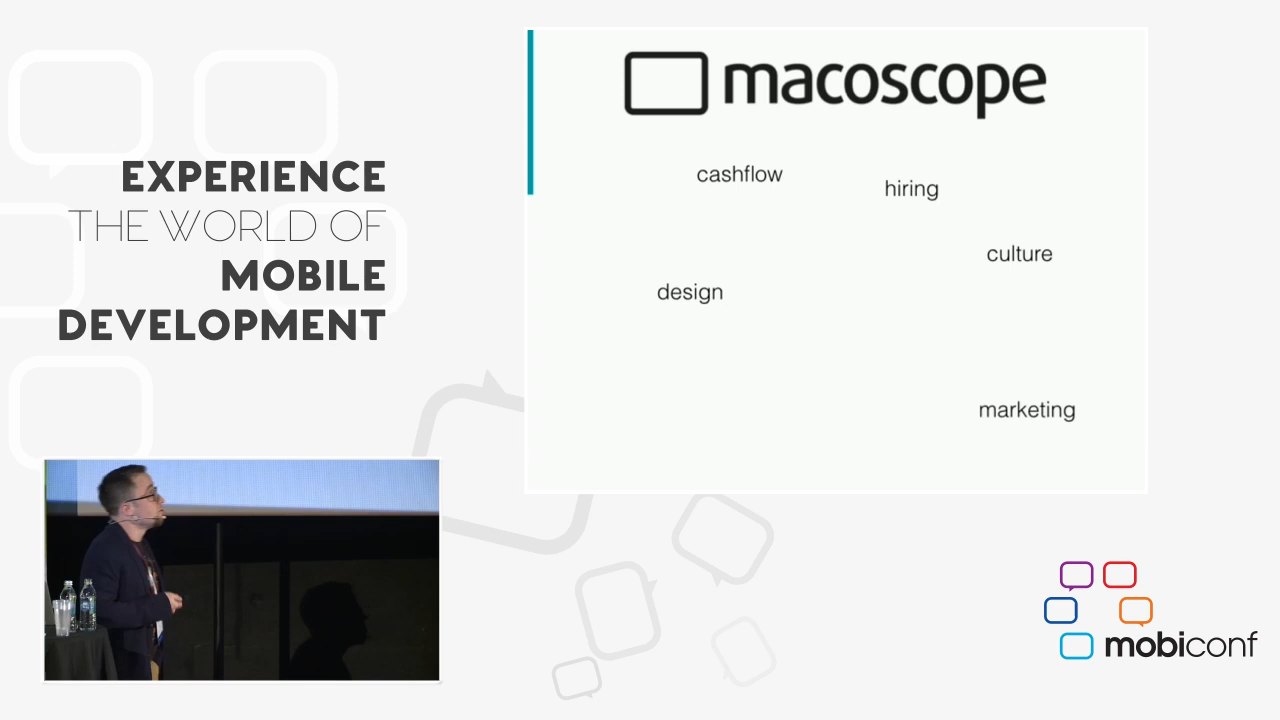 EXPERIENCE
THE WORLD OF
MOBILE
DEVELOPMENT
macoscope
cashflow
hiring
culture
design
marketing
mobiconf